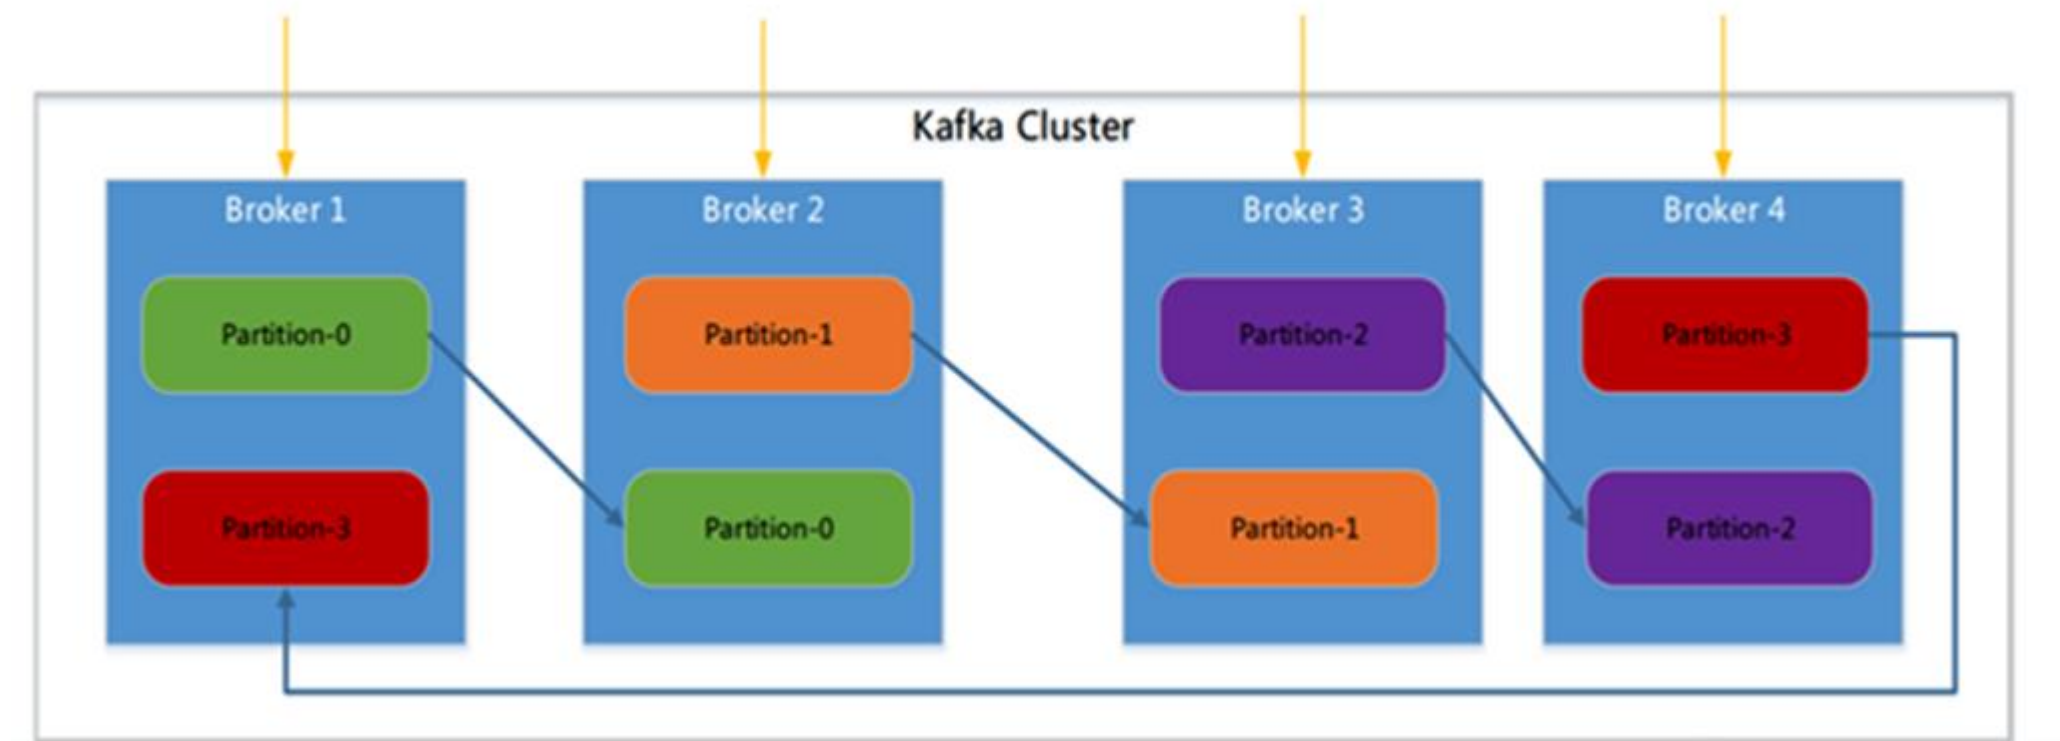 Kafka Cluster
Broker 1
Partition-0
Partition-3
Broker 2
Partition-1
Partition-0
Broker 3
Partition-2
Partition-1
Broker 4
Partition-3
Partition-2